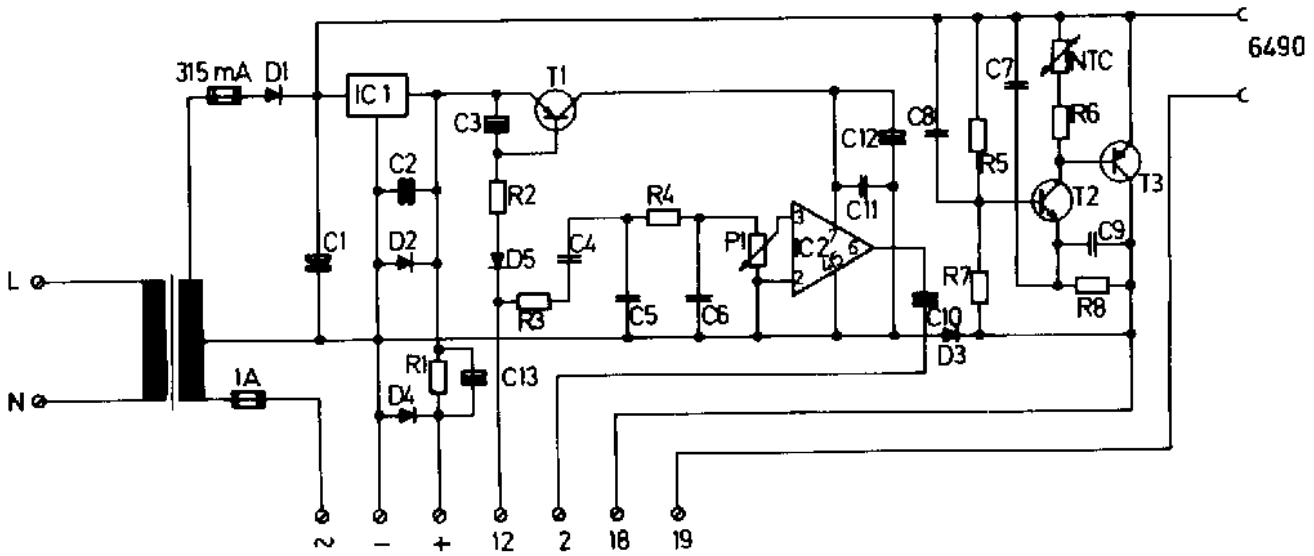 6490
315 mA
D1
IC 1
T1
C3
C7
NTC
C8
R6
C12
R5
T3
C2
R2
R4
C11
T2
C1
D2
D5
C4
P1
3
7
IC2
6
4
5
2
C9
L
R3
C5
C6
R7
R8
C10
D3
R1
C13
N
1A
D4
~
-
+
12
2
18
19